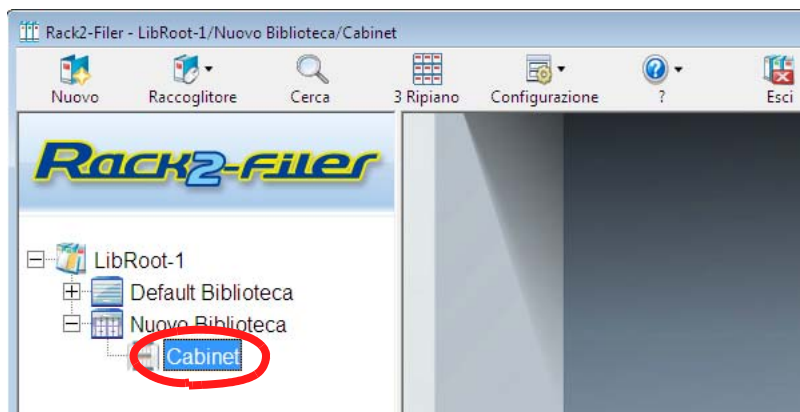 Rack2-Filer - LibRoot-1/Nuovo Biblioteca/Cabinet
Nuovo Raccoglitore Cerca 3 Ripiano Configurazione ? Esci
Rack2-Filer
LibRoot-1
Default Biblioteca
Nuovo Biblioteca
Cabinet